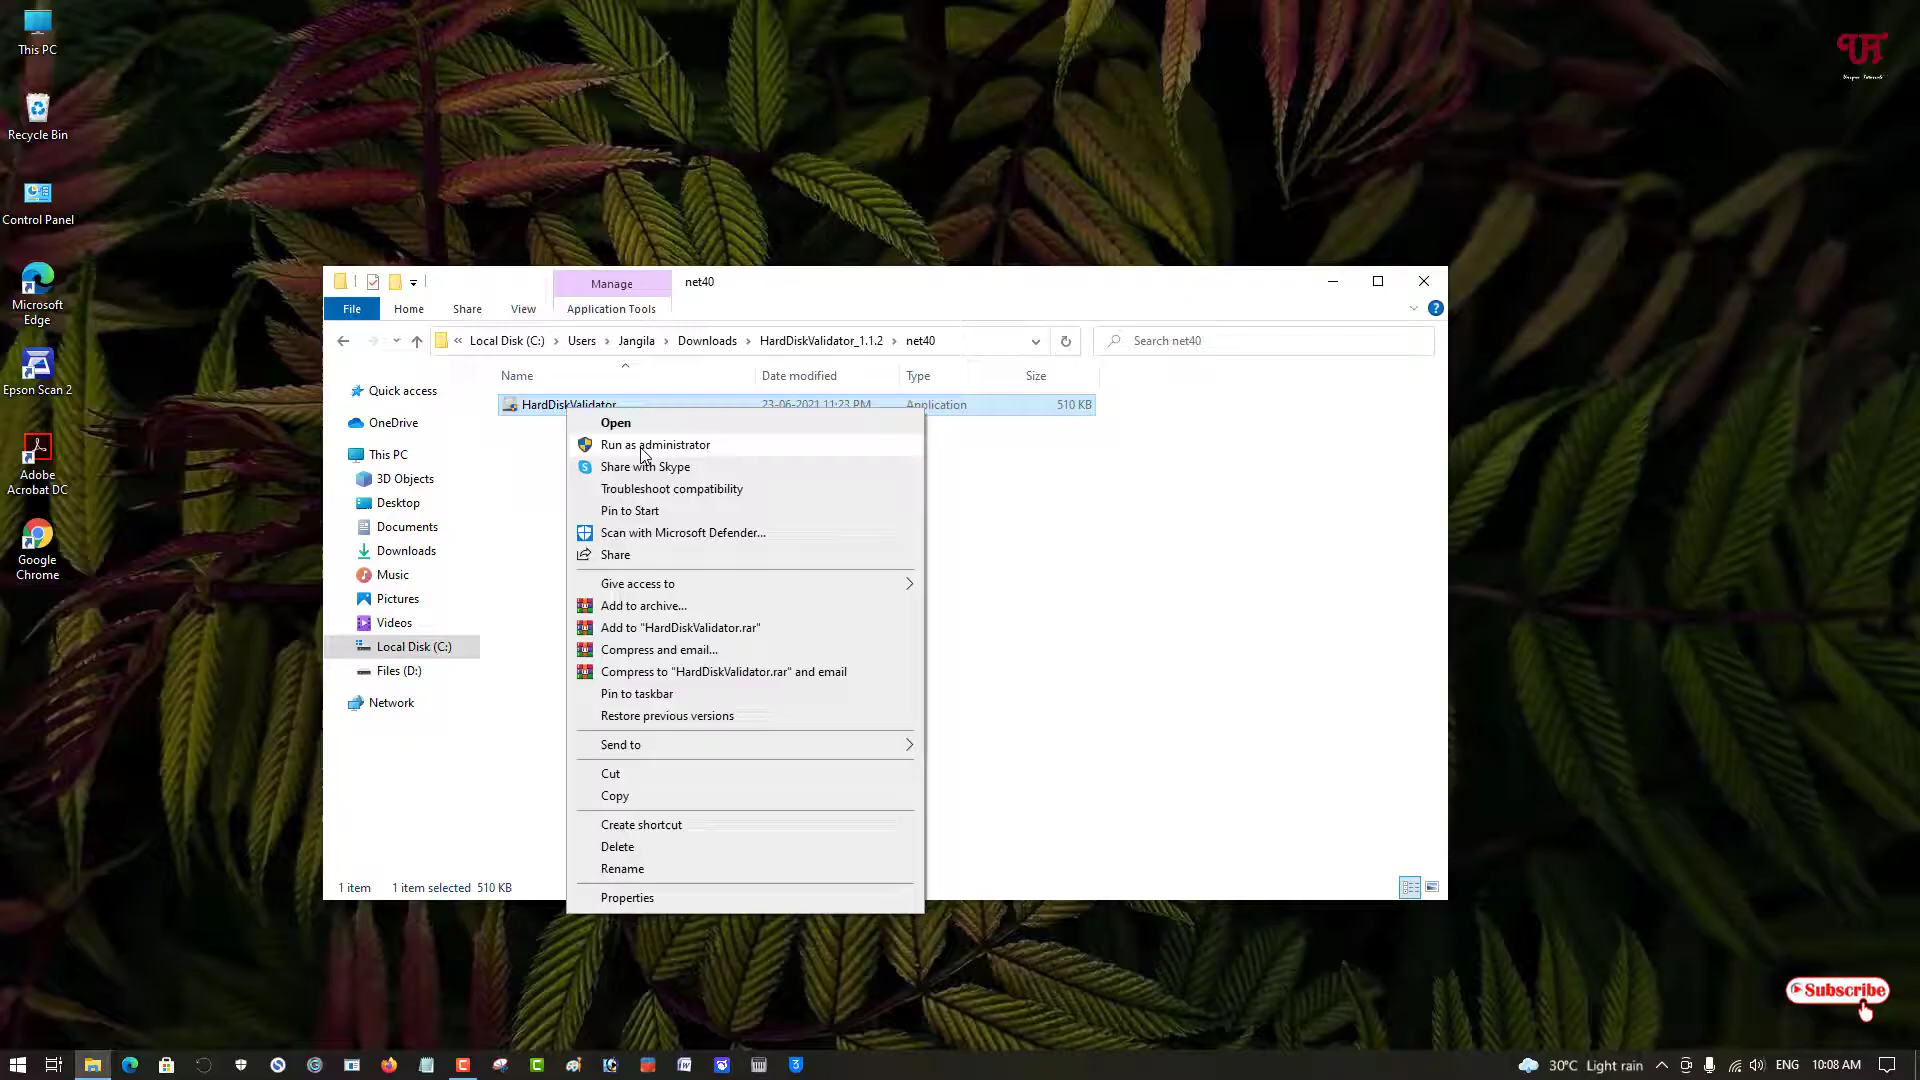 This PC
Recycle Bin
Control Panel
Microsoft
Edge
Epson Scan 2
Adobe
Acrobat DC
Google
Chrome
Manage
net40
File
Home
Share
View
Application Tools
« Local Disk (C:) › Users › Jangila › Downloads › HardDiskValidator_1.1.2 › net40
Search net40
Name
Date modified
Type
Size
HardDiskValidator
23-06-2021 11:23 PM
Application
510 KB
Quick access
OneDrive
This PC
3D Objects
Desktop
Documents
Downloads
Music
Pictures
Videos
Local Disk (C:)
Files (D:)
Network
Open
Run as administrator
Share with Skype
Troubleshoot compatibility
Pin to Start
Scan with Microsoft Defender...
Share
Give access to
Add to archive...
Add to "HardDiskValidator.rar"
Compress and email...
Compress to "HardDiskValidator.rar" and email
Pin to taskbar
Restore previous versions
Send to
Cut
Copy
Create shortcut
Delete
Rename
Properties
1 item
1 item selected 510 KB
Subscribe
30°C Light rain
ENG
10:08 AM